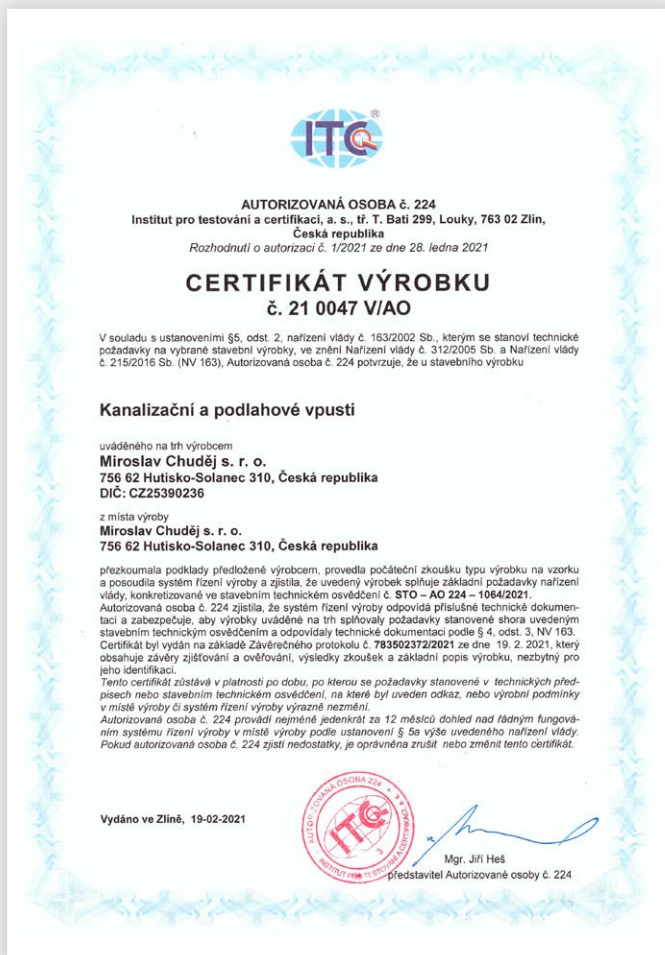 ITC®
AUTORIZOVANÁ OSOBA č. 224
Institut pro testování a certifikaci, a. s., tř. T. Bati 299, Louky, 763 02 Zlín,
Česká republika
Rozhodnutí o autorizaci č. 1/2021 ze dne 28. ledna 2021
CERTIFIKÁT VÝROBKU
č. 21 0047 V/AO
V souladu s ustanoveními §5, odst. 2, nařízení vlády č. 163/2002 Sb., kterým se stanoví technické
požadavky na vybrané stavební výrobky, ve znění Nařízení vlády č. 312/2005 Sb. a Nařízení vlády
č. 215/2016 Sb. (NV 163), Autorizovaná osoba č. 224 potvrzuje, že u stavebního výrobku
Kanalizační a podlahové vpusti
uváděného na trh výrobcem
Miroslav Chuděj s. r. o.
756 62 Hutisko-Solanec 310, Česká republika
DIČ: CZ25390236
z místa výroby
Miroslav Chuděj s. r. o.
756 62 Hutisko-Solanec 310, Česká republika
přezkoumala podklady předložené výrobcem, provedla počáteční zkoušku typu výrobku na vzorku
a posoudila systém řízení výroby a zjistila, že uvedený výrobek splňuje základní požadavky nařízení
vlády, konkretizované ve stavebním technickém osvědčení č. STO – AO 224 – 1064/2021.
Autorizovaná osoba č. 224 zjistila, že systém řízení výroby odpovídá příslušné technické dokumen-
taci a zabezpečuje, aby výrobky uváděné na trh splňovaly požadavky stanovené shora uvedeným
stavebním technickým osvědčením a odpovídaly technické dokumentaci podle § 4, odst. 3, NV 163.
Certifikát byl vydán na základě Závěrečného protokolu č. 783502372/2021 ze dne 19. 2. 2021, který
obsahuje závěry zjišťování a ověřování, výsledky zkoušek a základní popis výrobku, nezbytný pro
jeho identifikaci.
Tento certifikát zůstává v platnosti po dobu, po kterou se požadavky stanovené v technických před-
pisech nebo stavebním technickém osvědčení, na které byl uveden odkaz, nebo výrobní podmínky
v místě výroby či systém řízení výroby výrazně nezmění.
Autorizovaná osoba č. 224 provádí nejméně jedenkrát za 12 měsíců dohled nad řádným fungová-
ním systému řízení výroby v místě výroby podle ustanovení § 5a výše uvedeného nařízení vlády.
Pokud autorizovaná osoba č. 224 zjistí nedostatky, je oprávněna zrušit nebo změnit tento certifikát.
AUTORIZOVANÁ OSOBA 224
ITC
3
INSTITUT PRO TESTOVÁNÍ A CERTIFIKACI
Vydáno ve Zlíně, 19-02-2021
Mgr. Jiří Heš
představitel Autorizované osoby č. 224